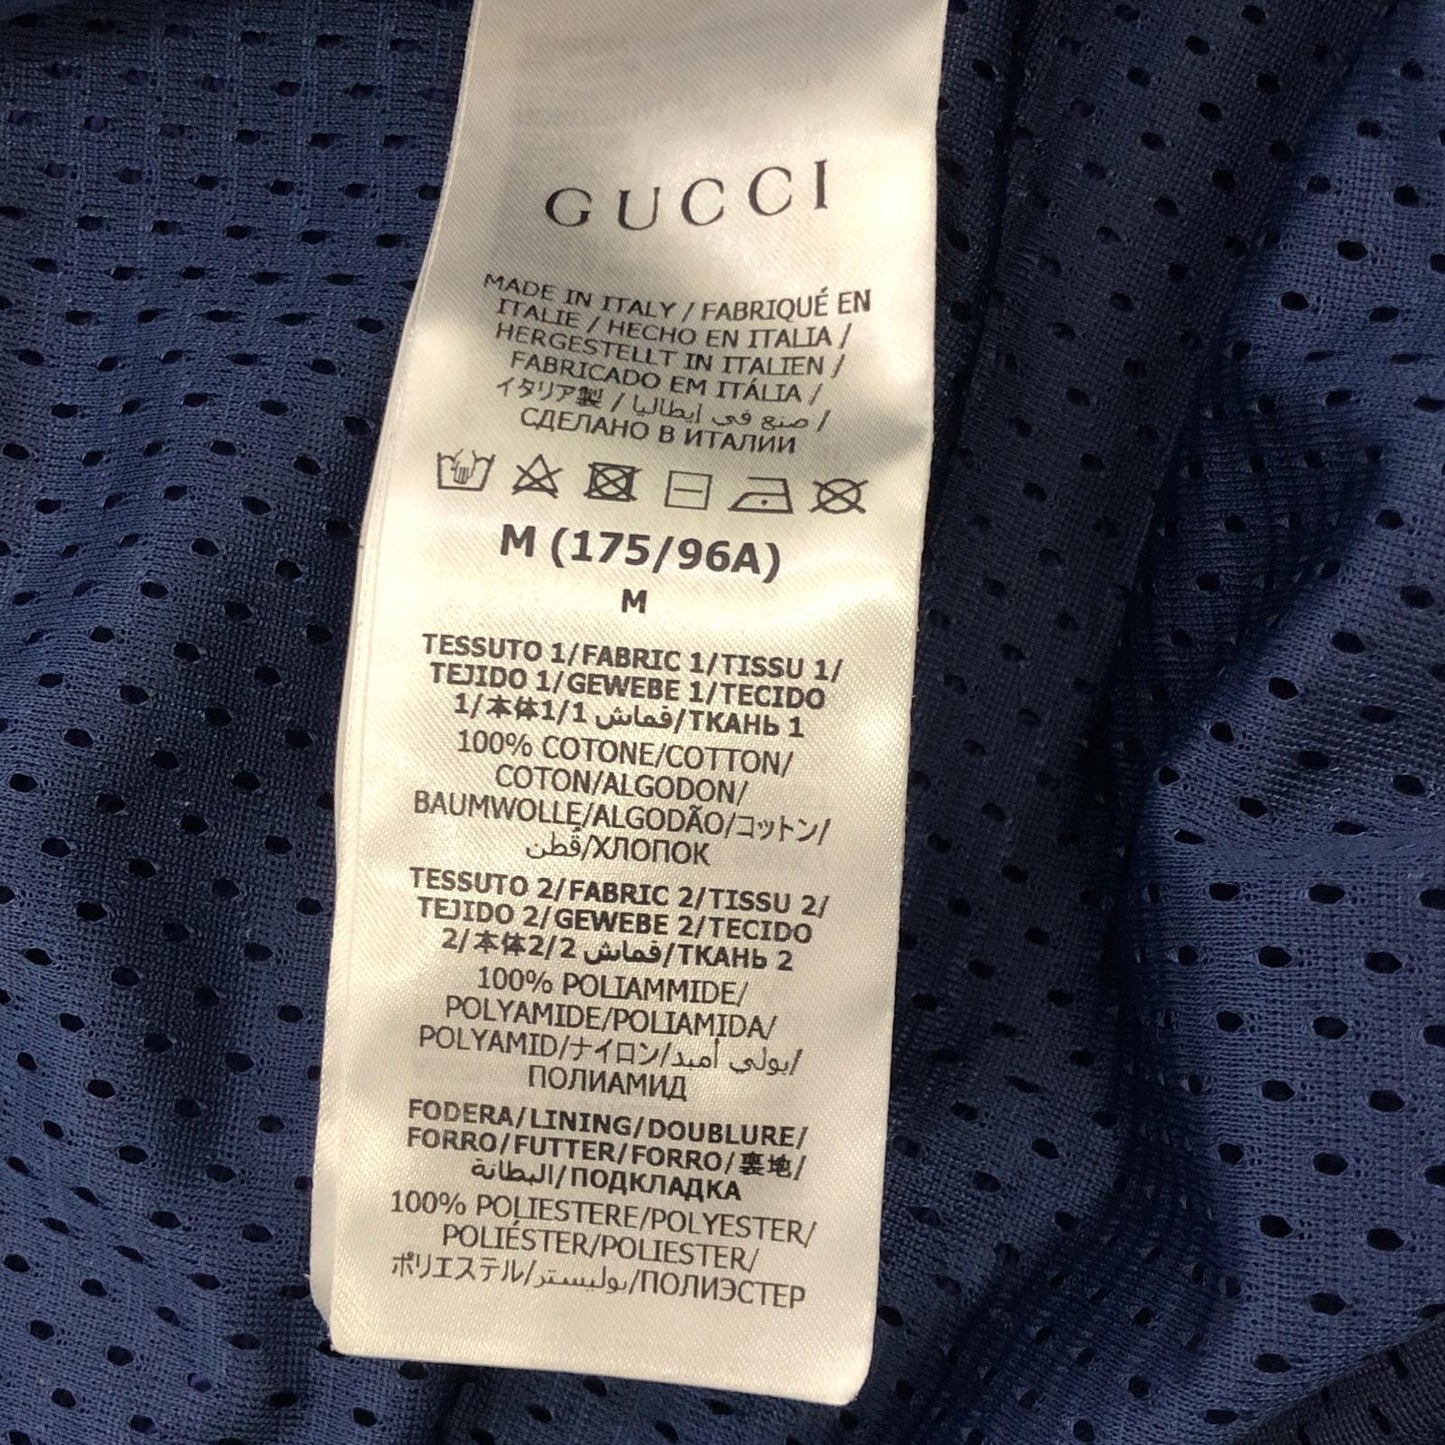 GUCCI
MADE IN ITALY / FABRIQUÉ EN
ITALIE / HECHO EN ITALIA /
HERGESTELLT IN ITALIEN /
FABRICADO EM ITÁLIA /
イタリア製 / صنع في إيطاليا /
СДЕЛАНО В ИТАЛИИ
M (175/96A)
M
TESSUTO 1/FABRIC 1/TISSU 1/
TEJIDO 1/GEWEBE 1/TECIDO
1/本体1/1 قماش/ТКАНЬ 1
100% COTONE/COTTON/
COTON/ALGODON/
BAUMWOLLE/ALGODÃO/コットン/
قُطن/ХЛОПОК
TESSUTO 2/FABRIC 2/TISSU 2/
TEJIDO 2/GEWEBE 2/TECIDO
2/本体2/2 قماش/ТКАНЬ 2
100% POLIAMMIDE/
POLYAMIDE/POLIAMIDA/
POLYAMID/ナイロン/بولي أميد/
ПОЛИАМИД
FODERA/LINING/DOUBLURE/
FORRO/FUTTER/FORRO/裏地/
البطانة/ПОДКЛАДКА
100% POLIESTERE/POLYESTER/
POLIÉSTER/POLIESTER/
ポリエステル/بوليستر/ПОЛИЭСТЕР